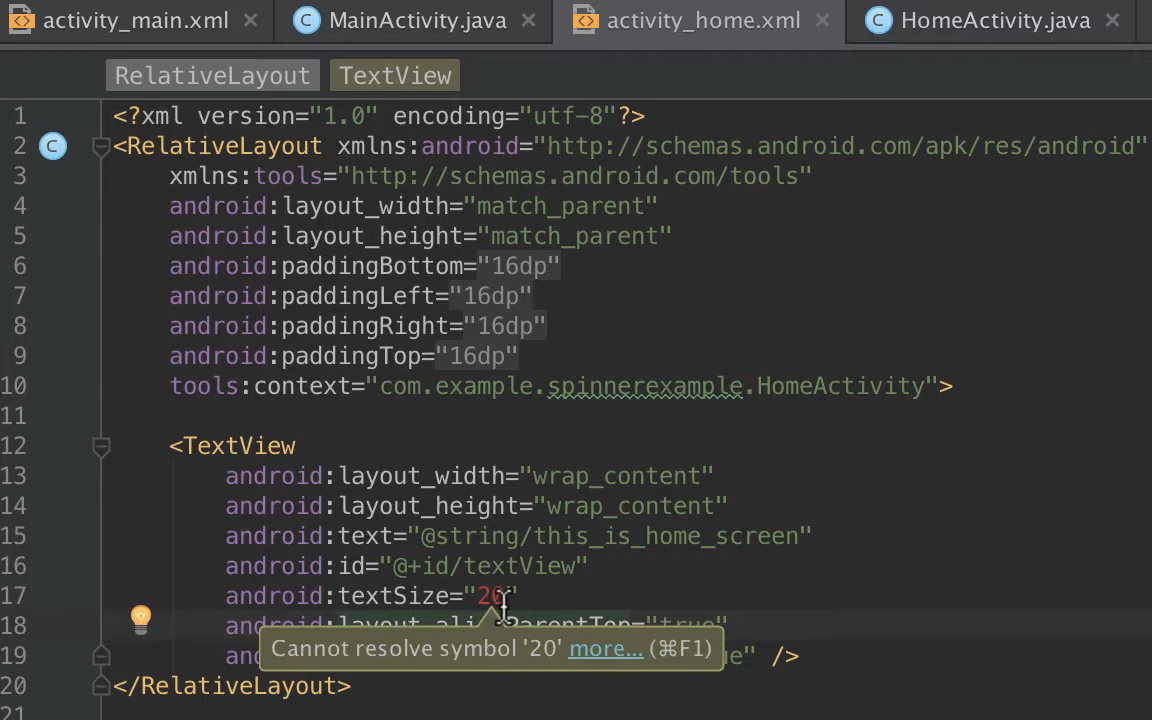 activity_main.xml MainActivity.java activity_home.xml HomeActivity.java
RelativeLayout TextView
1 <?xml version="1.0" encoding="utf-8"?>
2 <RelativeLayout xmlns:android="http://schemas.android.com/apk/res/android"
3 xmlns:tools="http://schemas.android.com/tools"
4 android:layout_width="match_parent"
5 android:layout_height="match_parent"
6 android:paddingBottom="16dp"
7 android:paddingLeft="16dp"
8 android:paddingRight="16dp"
9 android:paddingTop="16dp"
10 tools:context="com.example.spinnerexample.HomeActivity">
11
12 <TextView
13 android:layout_width="wrap_content"
14 android:layout_height="wrap_content"
15 android:text="@string/this_is_home_screen"
16 android:id="@+id/textView"
17 android:textSize="20"
18 android:layout_alignParentTop="true"
Cannot resolve symbol '20' more... (⌘F1)
19 />
20 </RelativeLayout>
21